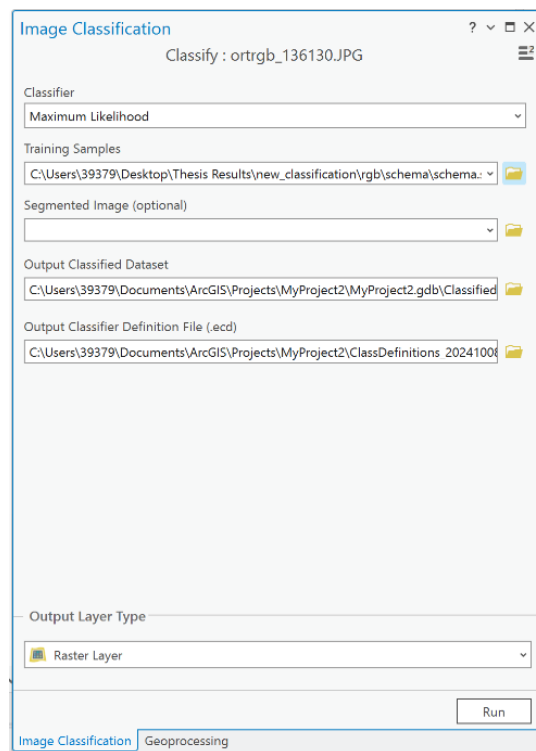 Image Classification
Classify : ortrgb_136130.JPG
Classifier
Maximum Likelihood
Training Samples
C:\Users\39379\Desktop\Thesis Results\new_classification\rgb\schema\schema.s
Segmented Image (optional)
Output Classified Dataset
C:\Users\39379\Documents\ArcGIS\Projects\MyProject2\MyProject2.gdb\Classified
Output Classifier Definition File (.ecd)
C:\Users\39379\Documents\ArcGIS\Projects\MyProject2\ClassDefinitions_20241008
Output Layer Type
Raster Layer
Run
Image Classification Geoprocessing